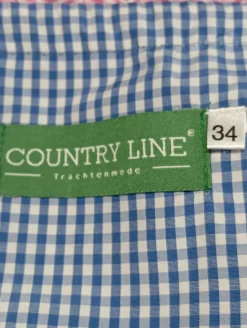 COUNTRY LINE®
Trachtenmode
34